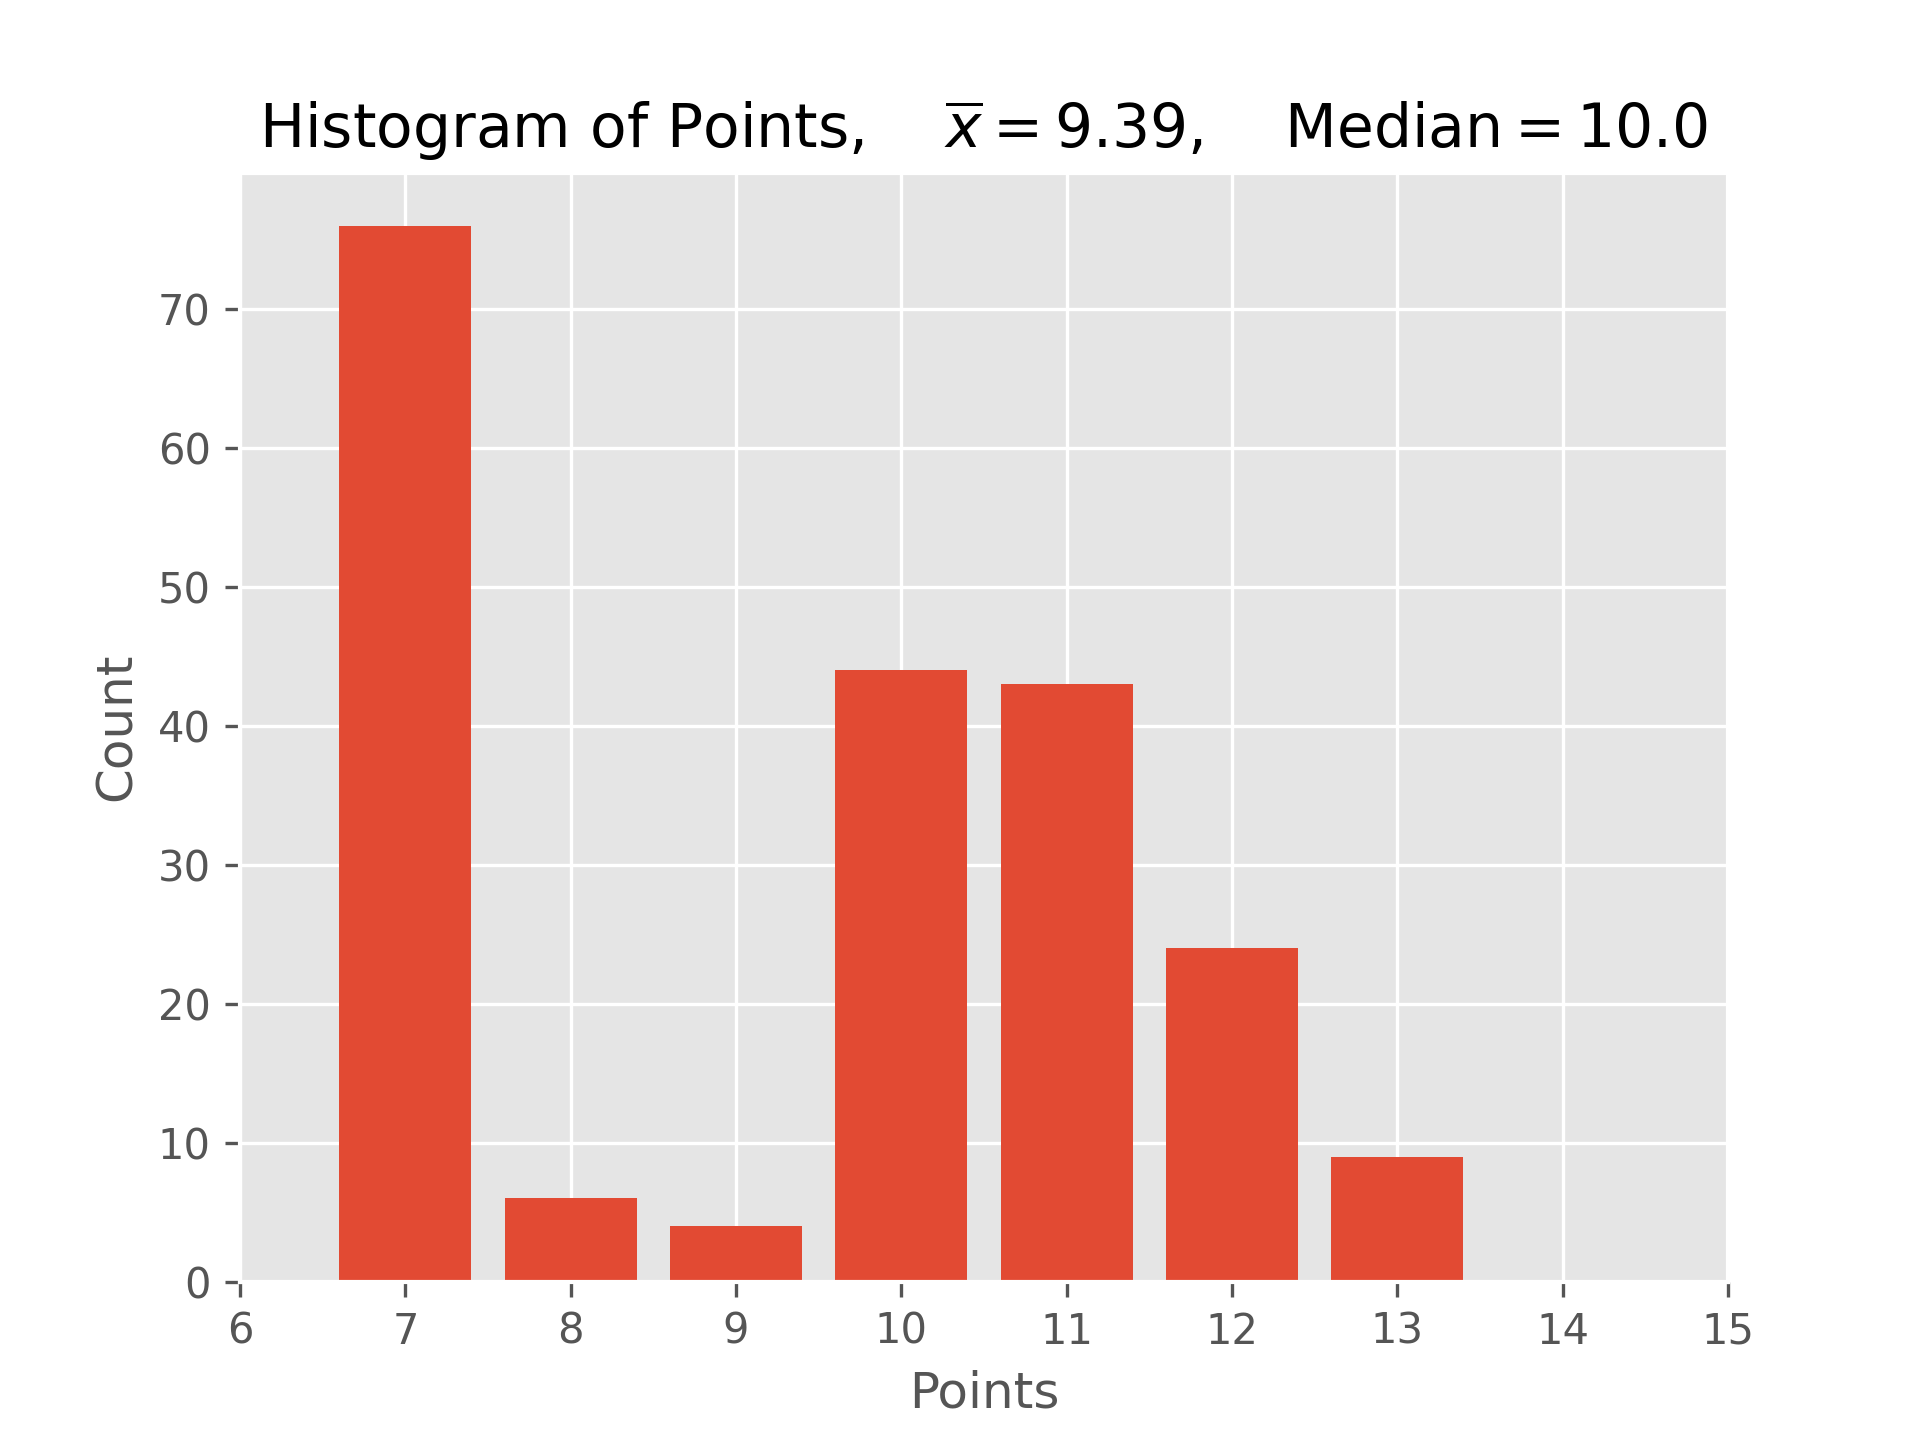 Histogram of Points, x̅ = 9.39, Median = 10.0
70
60
50
40
30
20
10
0
Count
6 7 8 9 10 11 12 13 14 15
Points